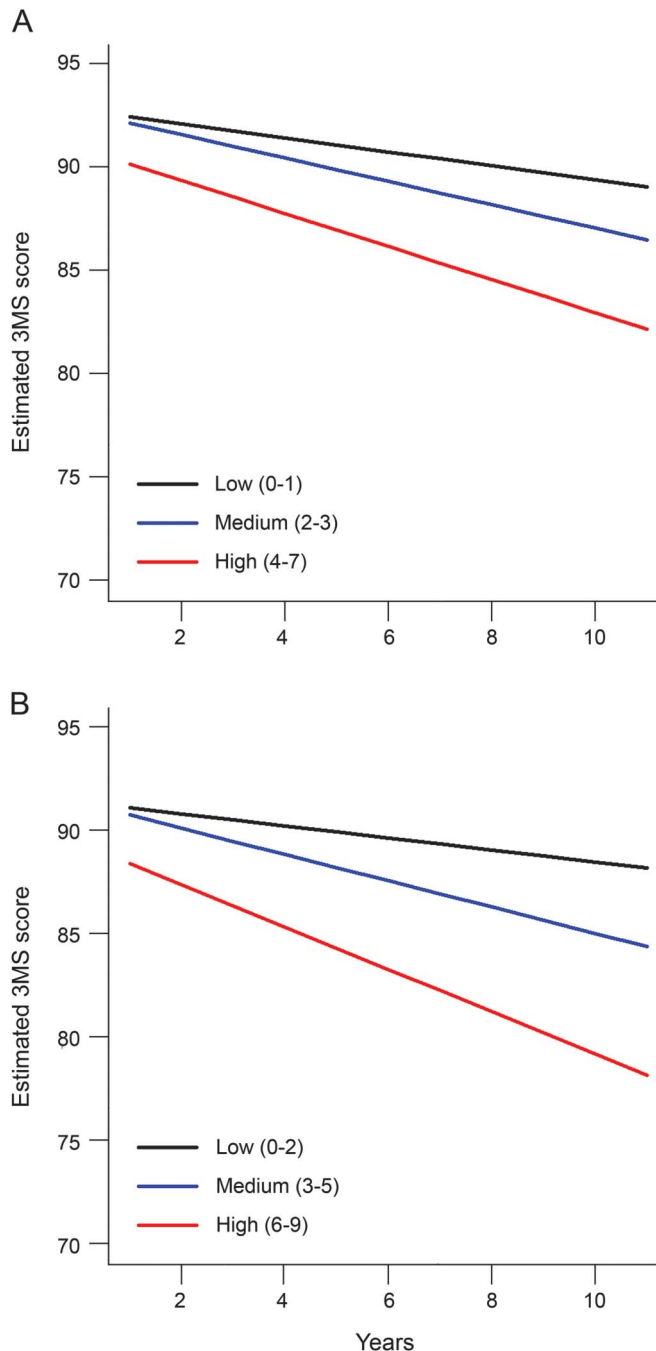 A
95
90
85
80
75
70
Estimated 3MS score
Low (0-1)
Medium (2-3)
High (4-7)
2 4 6 8 10
B
95
90
85
80
75
70
Estimated 3MS score
Low (0-2)
Medium (3-5)
High (6-9)
2 4 6 8 10
Years